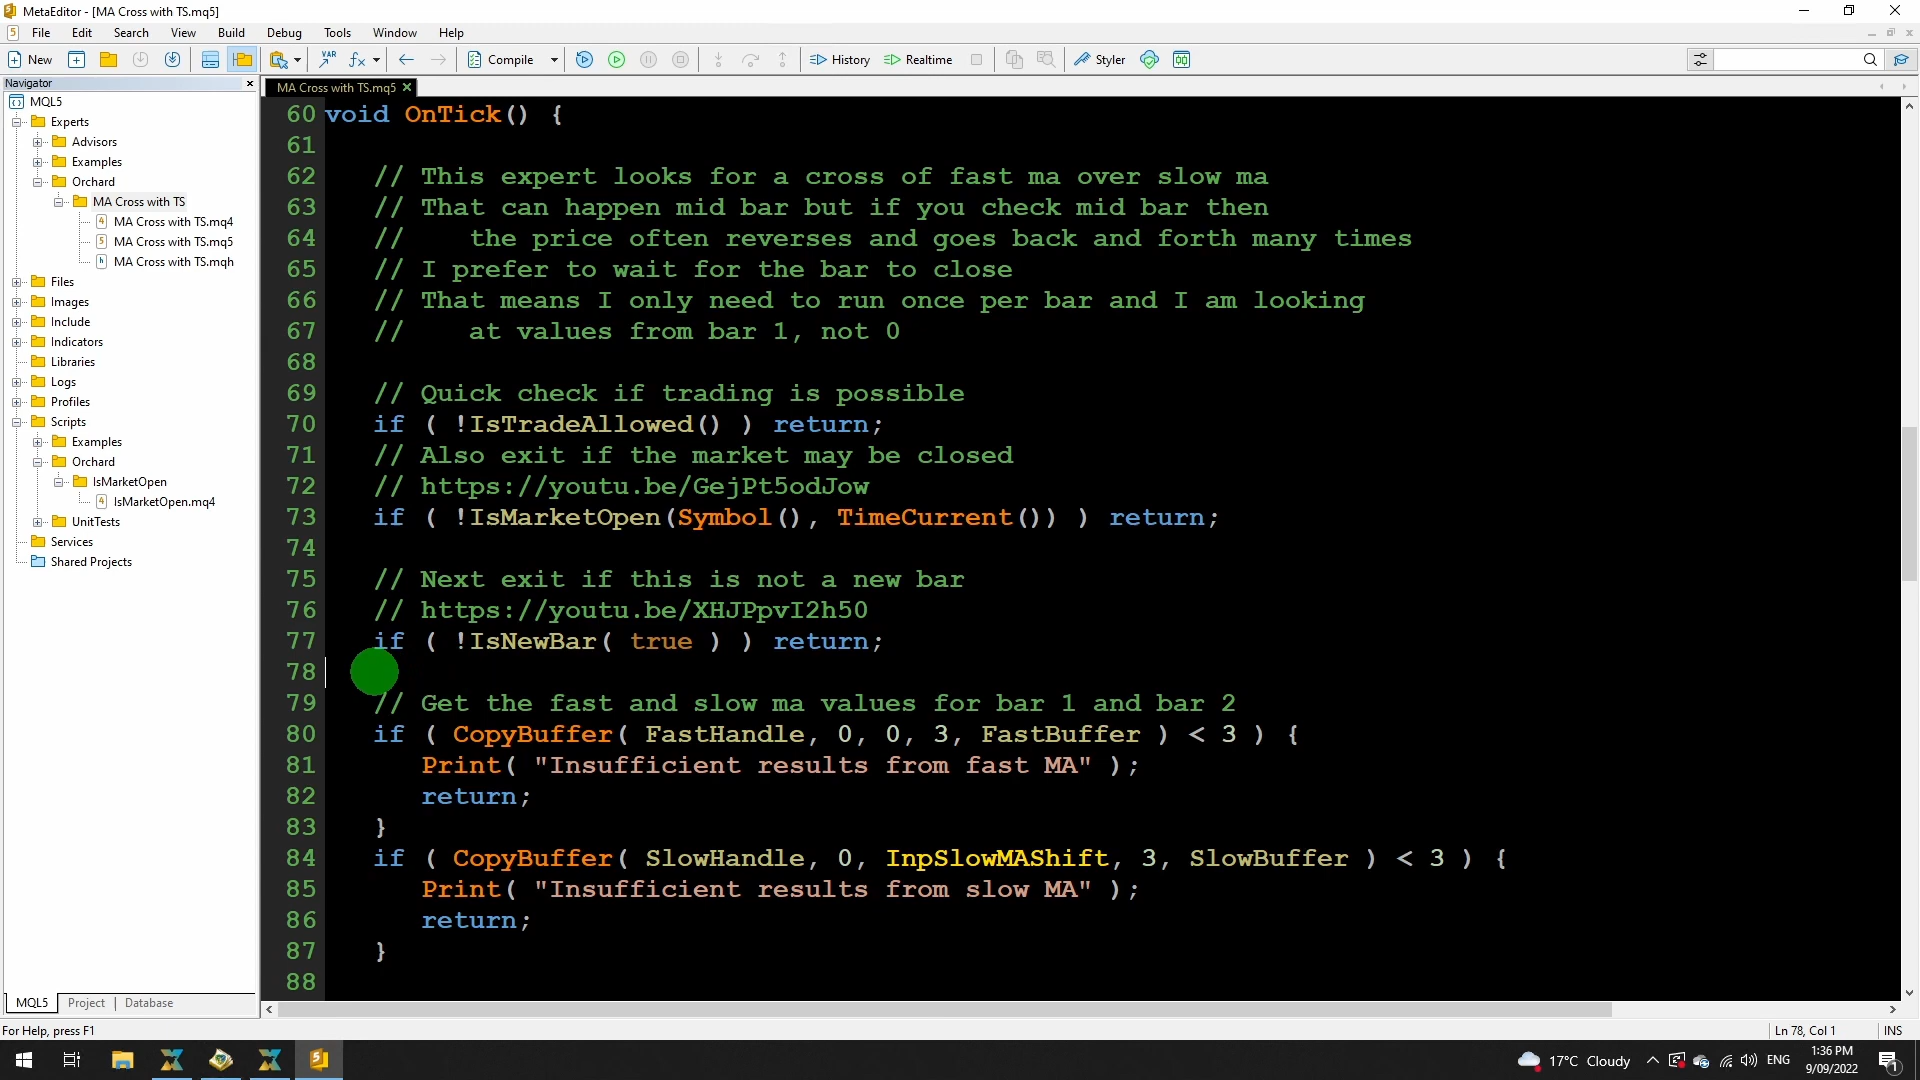 MetaEditor - [MA Cross with TS.mq5]
File Edit Search View Build Debug Tools Window Help
New VAR Compile History Realtime Styler
Navigator
MA Cross with TS.mq5
MQL5
Experts
Advisors
Examples
Orchard
MA Cross with TS
MA Cross with TS.mq4
MA Cross with TS.mq5
MA Cross with TS.mqh
Files
Images
Include
Indicators
Libraries
Logs
Profiles
Scripts
Examples
Orchard
IsMarketOpen
IsMarketOpen.mq4
UnitTests
Services
Shared Projects
MQL5 Project Database
60 void OnTick() {
61
62 // This expert looks for a cross of fast ma over slow ma
63 // That can happen mid bar but if you check mid bar then
64 // the price often reverses and goes back and forth many times
65 // I prefer to wait for the bar to close
66 // That means I only need to run once per bar and I am looking
67 // at values from bar 1, not 0
68
69 // Quick check if trading is possible
70 if ( !IsTradeAllowed() ) return;
71 // Also exit if the market may be closed
72 // https://youtu.be/GejPt5odJow
73 if ( !IsMarketOpen(Symbol(), TimeCurrent()) ) return;
74
75 // Next exit if this is not a new bar
76 // https://youtu.be/XHJPpvI2h50
77 if ( !IsNewBar( true ) ) return;
78
79 // Get the fast and slow ma values for bar 1 and bar 2
80 if ( CopyBuffer( FastHandle, 0, 0, 3, FastBuffer ) < 3 ) {
81 Print( "Insufficient results from fast MA" );
82 return;
83 }
84 if ( CopyBuffer( SlowHandle, 0, InpSlowMAShift, 3, SlowBuffer ) < 3 ) {
85 Print( "Insufficient results from slow MA" );
86 return;
87 }
88
For Help, press F1 Ln 78, Col 1 INS
17°C Cloudy ENG 1:36 PM
9/09/2022